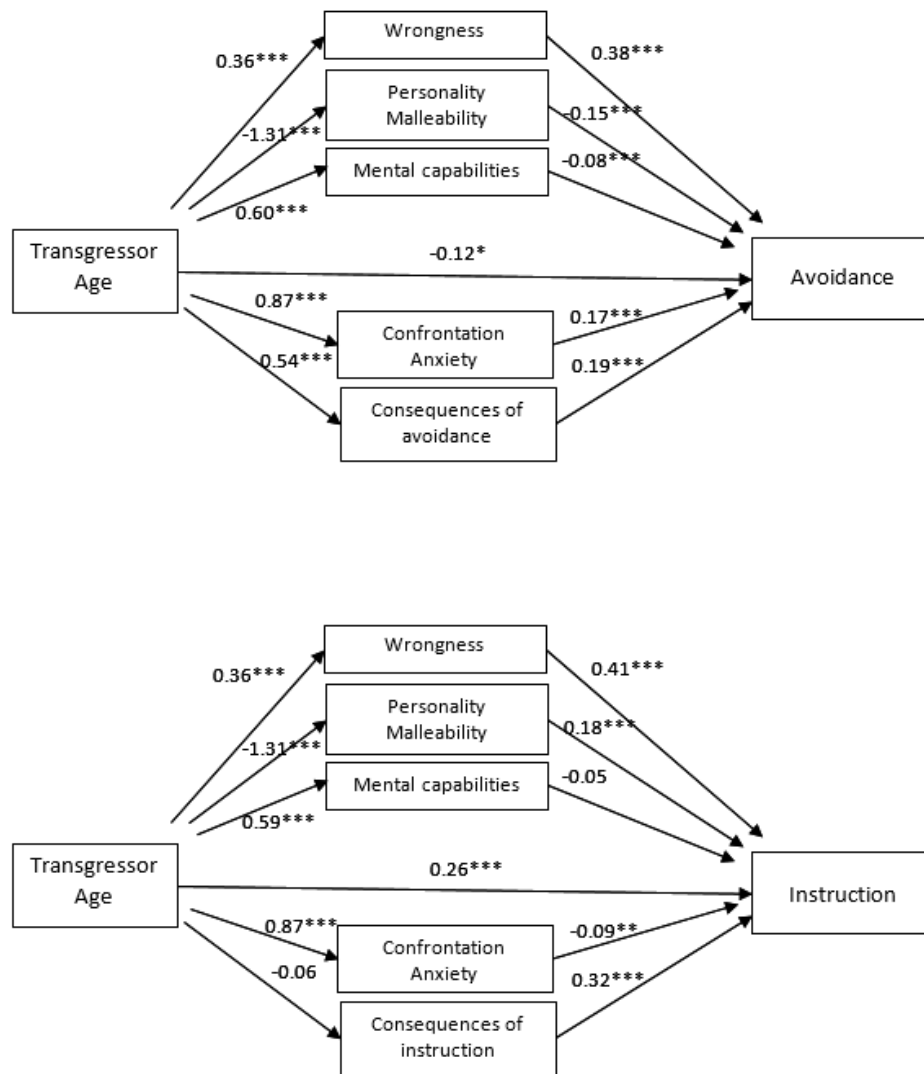 Wrongness
0.36***
0.38***
Personality
Malleability
-1.31***
-0.15***
Mental capabilities
-0.08***
0.60***
Transgressor
Age
-0.12*
Avoidance
0.87***
Confrontation
Anxiety
0.17***
0.54***
0.19***
Consequences of
avoidance
Wrongness
0.36***
0.41***
Personality
Malleability
-1.31***
0.18***
Mental capabilities
-0.05
0.59***
Transgressor
Age
0.26***
Instruction
0.87***
Confrontation
Anxiety
-0.09**
-0.06
0.32***
Consequences of
instruction